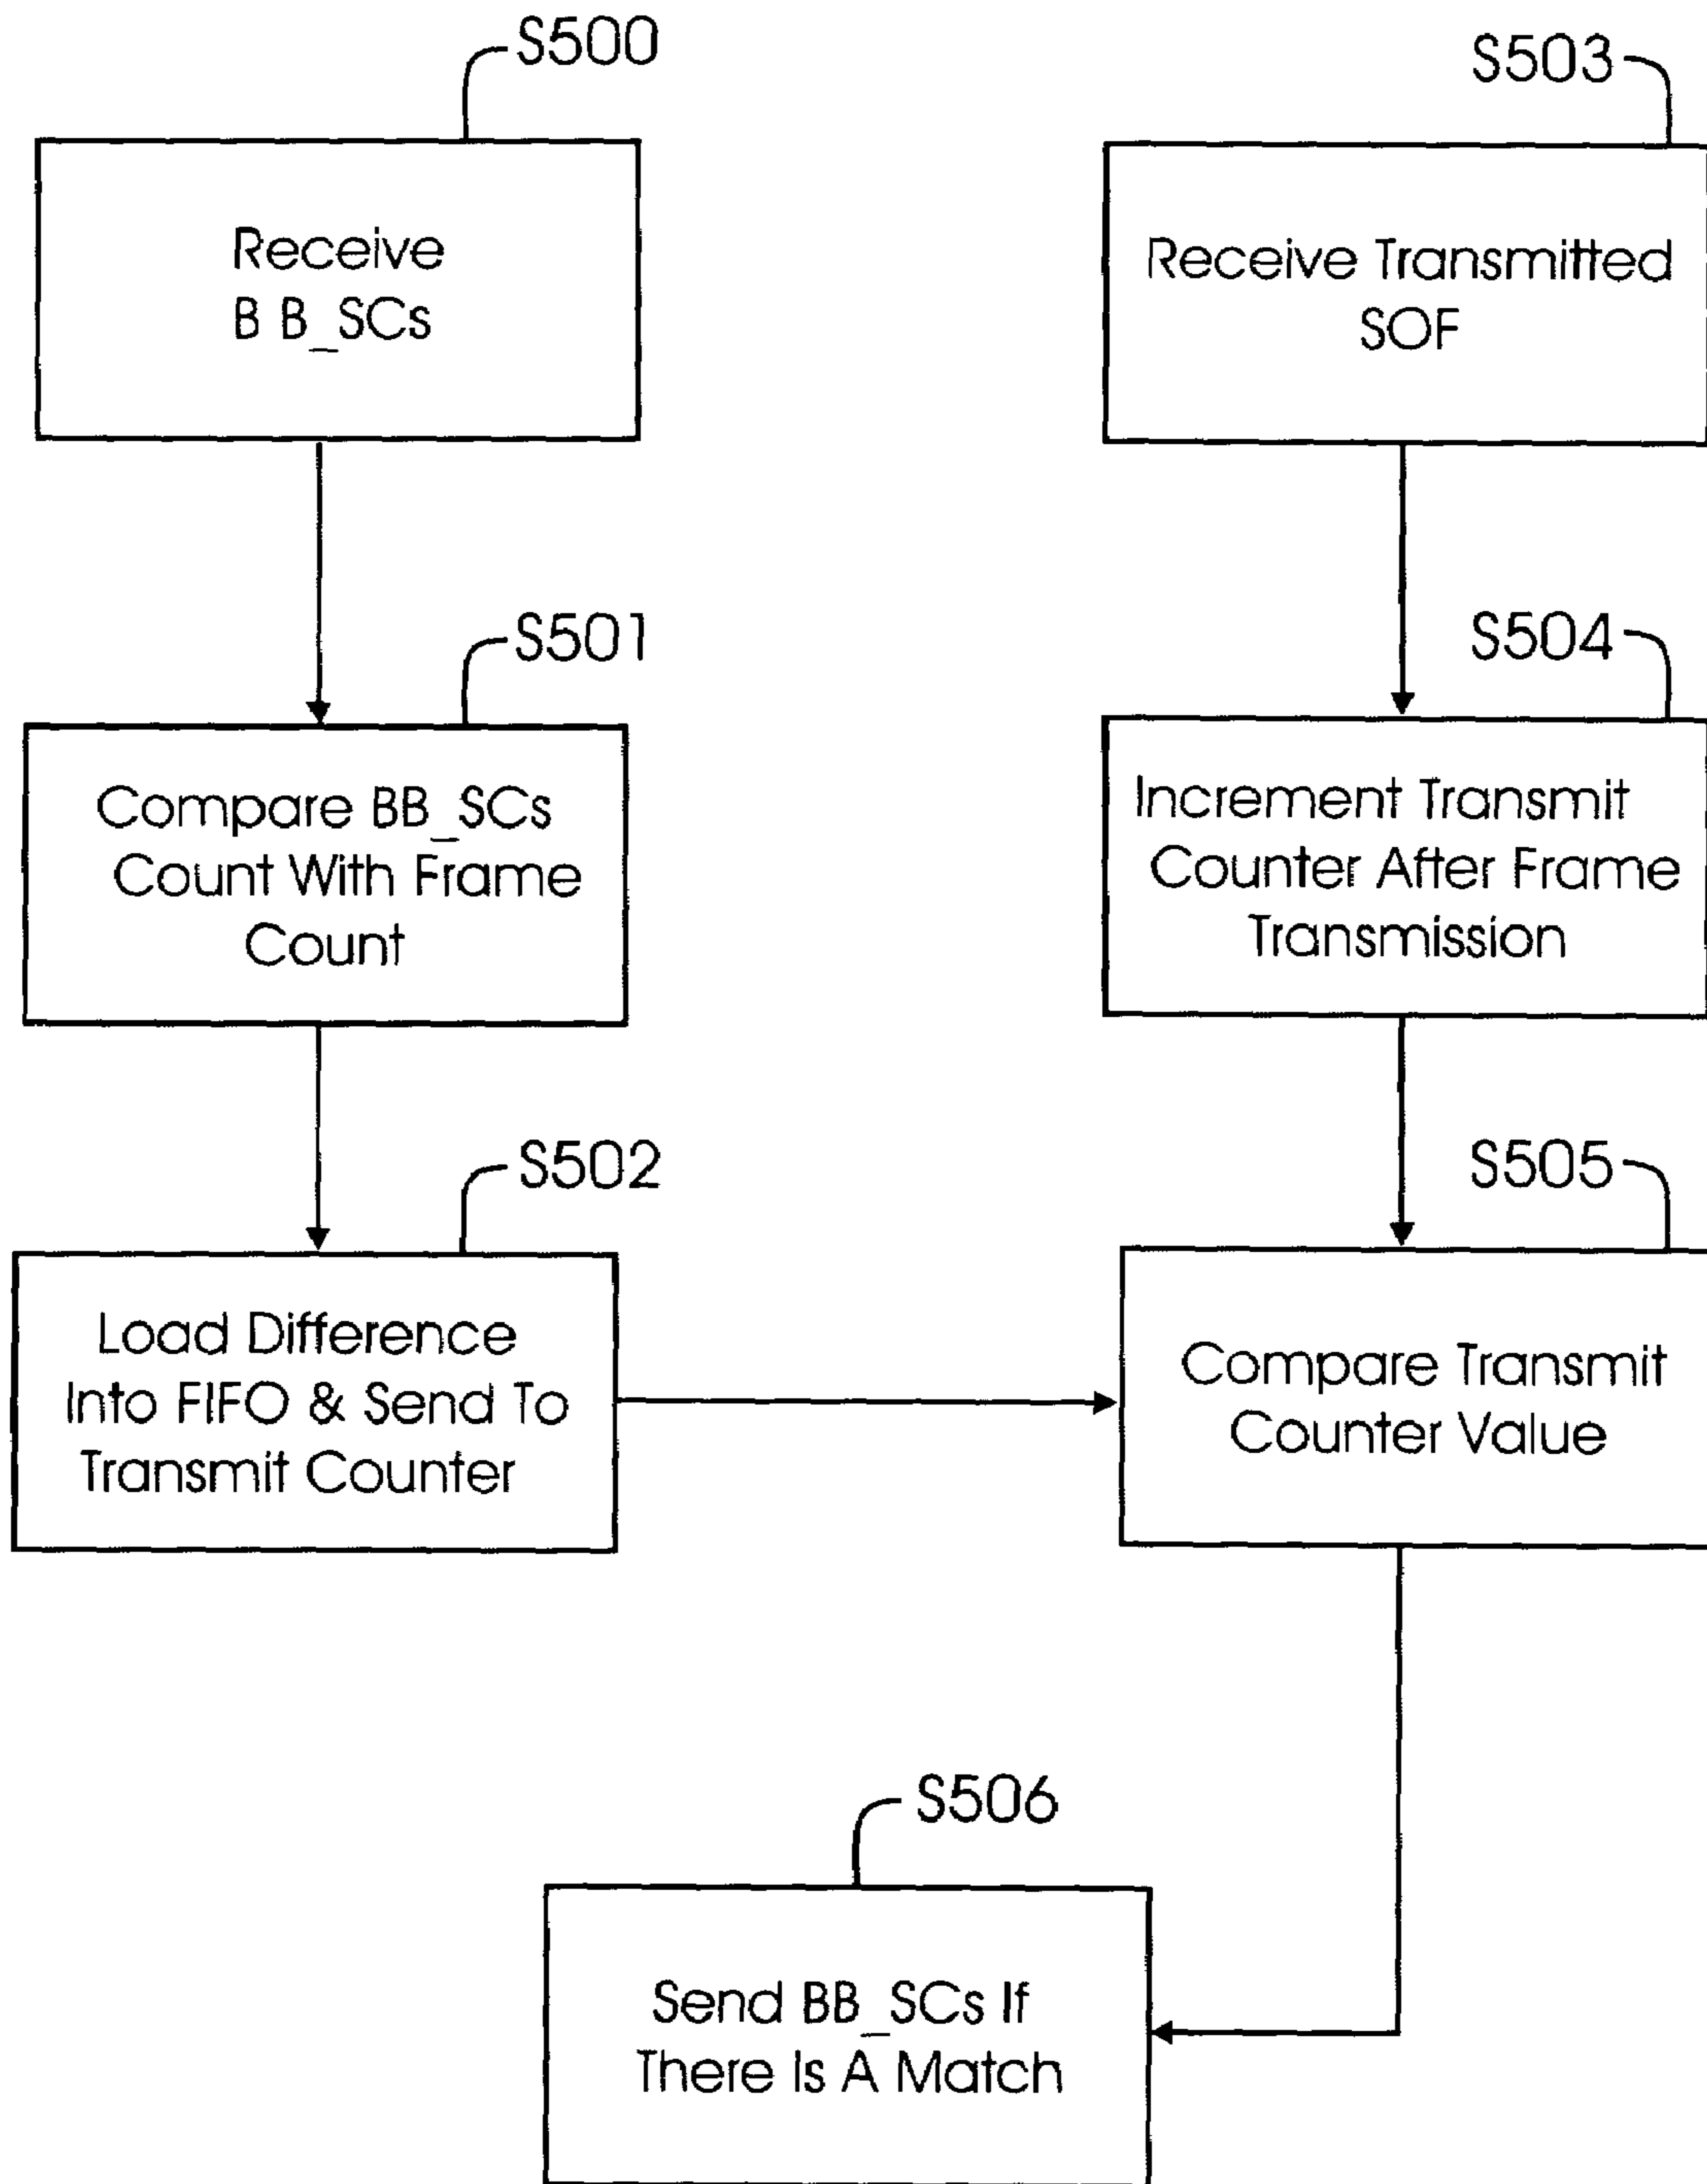 S500
Receive
B B_SCs
S501
Compare BB_SCs
Count With Frame
Count
S502
Load Difference
Into FIFO & Send To
Transmit Counter
S503
Receive Transmitted
SOF
S504
Increment Transmit
Counter After Frame
Transmission
S505
Compare Transmit
Counter Value
S506
Send BB_SCs If
There Is A Match